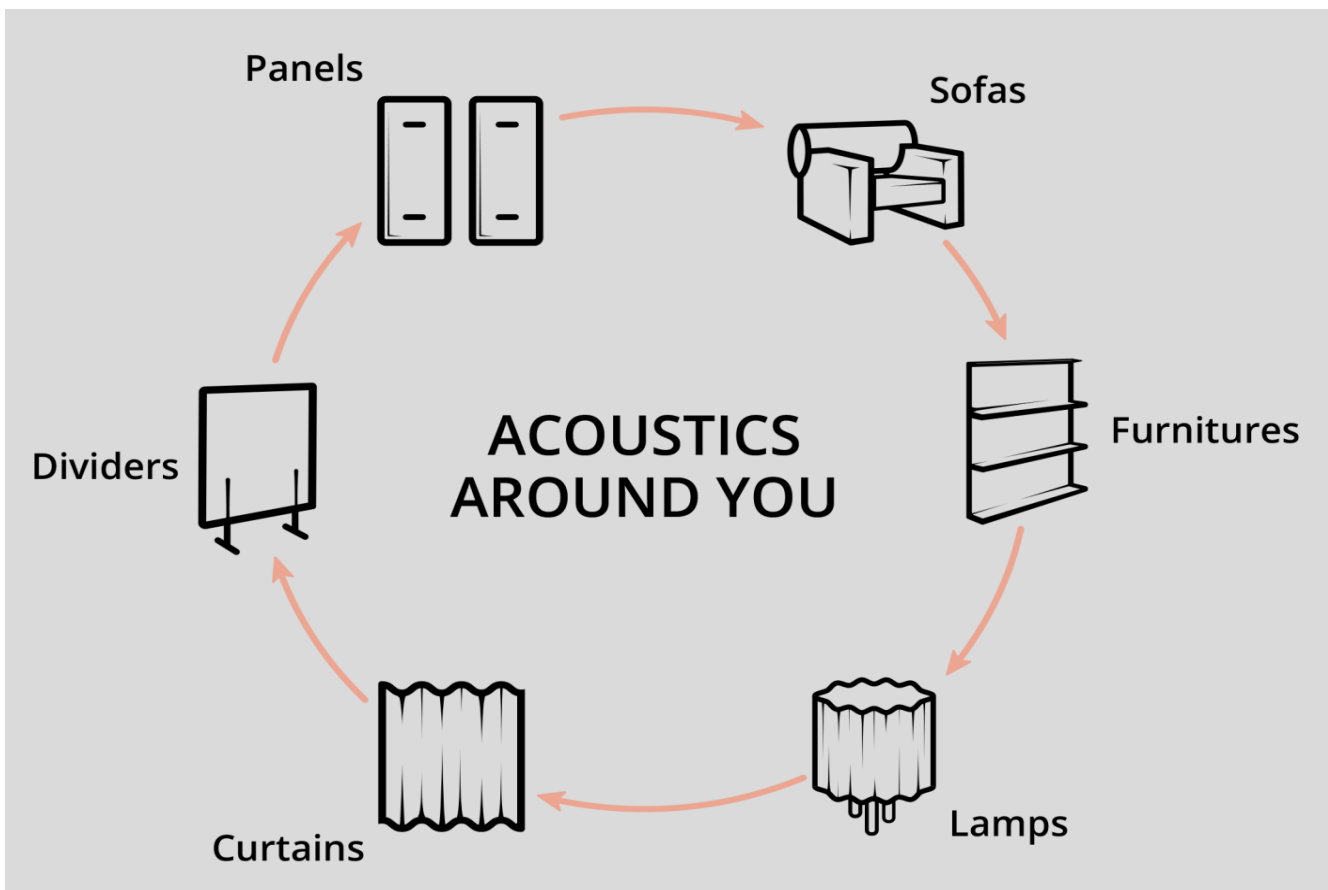 Panels
Sofas
Furnitures
Lamps
Curtains
Dividers
ACOUSTICS
AROUND YOU